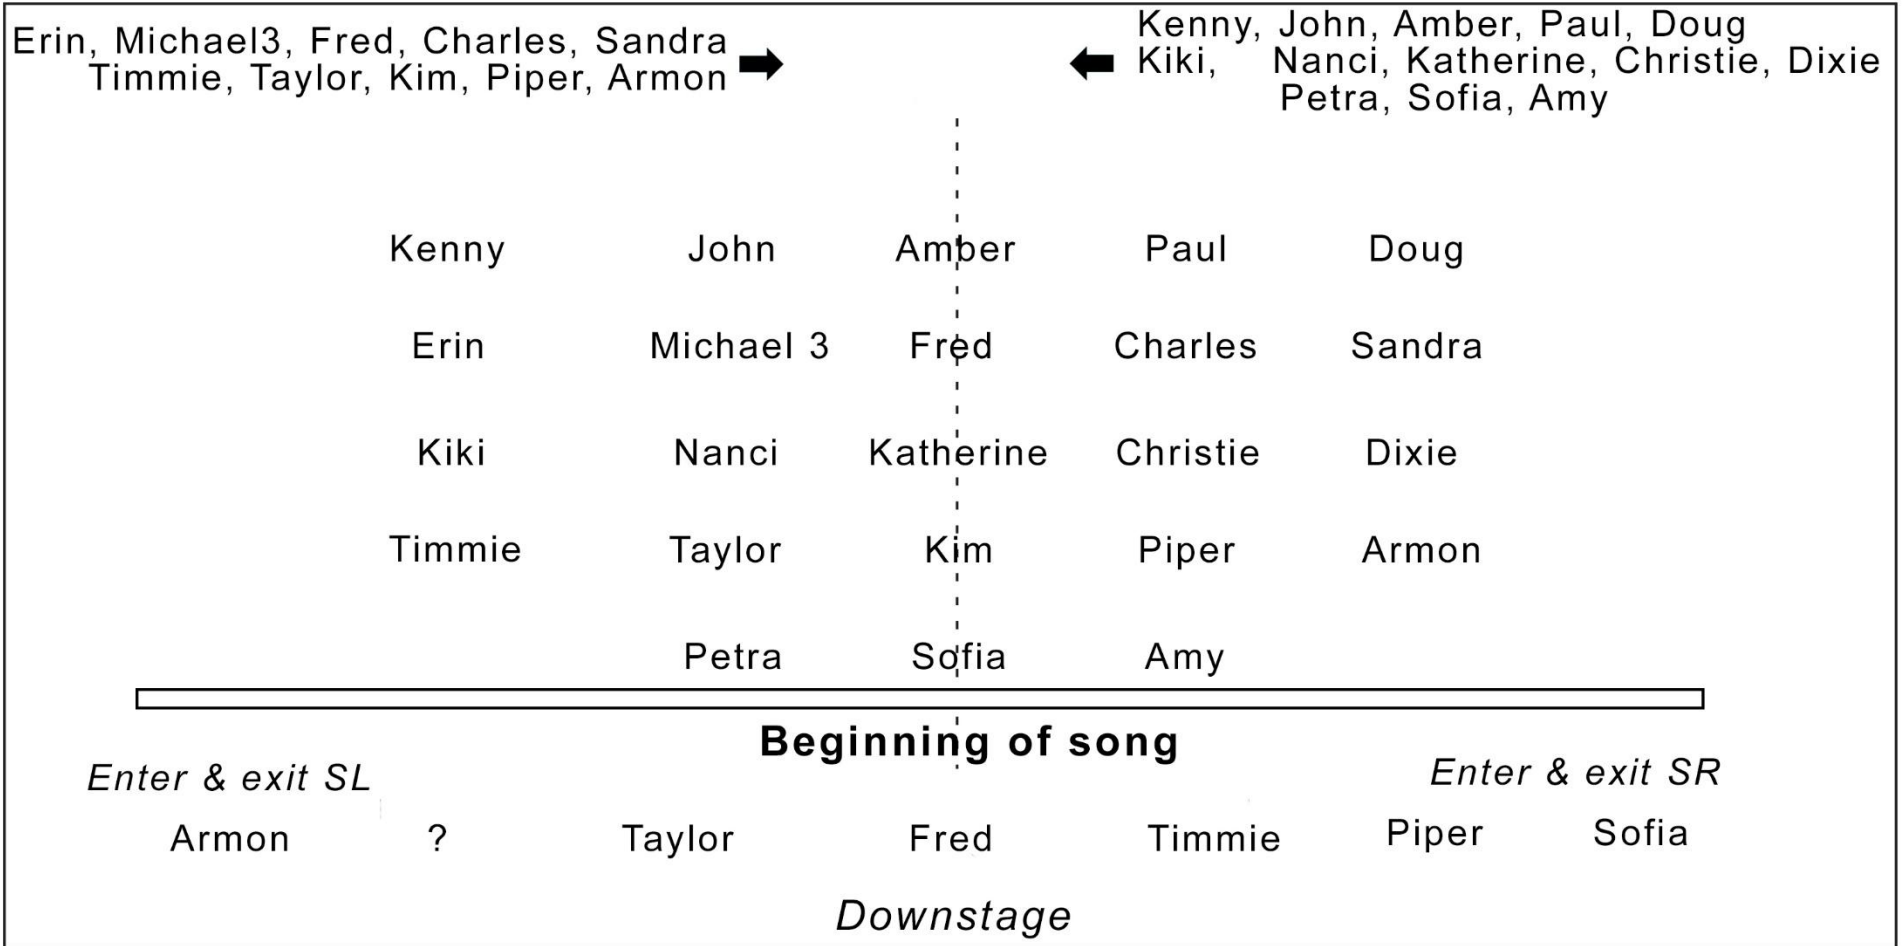 Erin, Michael3, Fred, Charles, Sandra
Timmie, Taylor, Kim, Piper, Armon
Kenny, John, Amber, Paul, Doug
Kiki, Nanci, Katherine, Christie, Dixie
Petra, Sofia, Amy
Kenny John Amber Paul Doug
Erin Michael 3 Fred Charles Sandra
Kiki Nanci Katherine Christie Dixie
Timmie Taylor Kim Piper Armon
Petra Sofia Amy
Beginning of song
Enter & exit SL
Enter & exit SR
Armon ? Taylor Fred Timmie Piper Sofia
Downstage